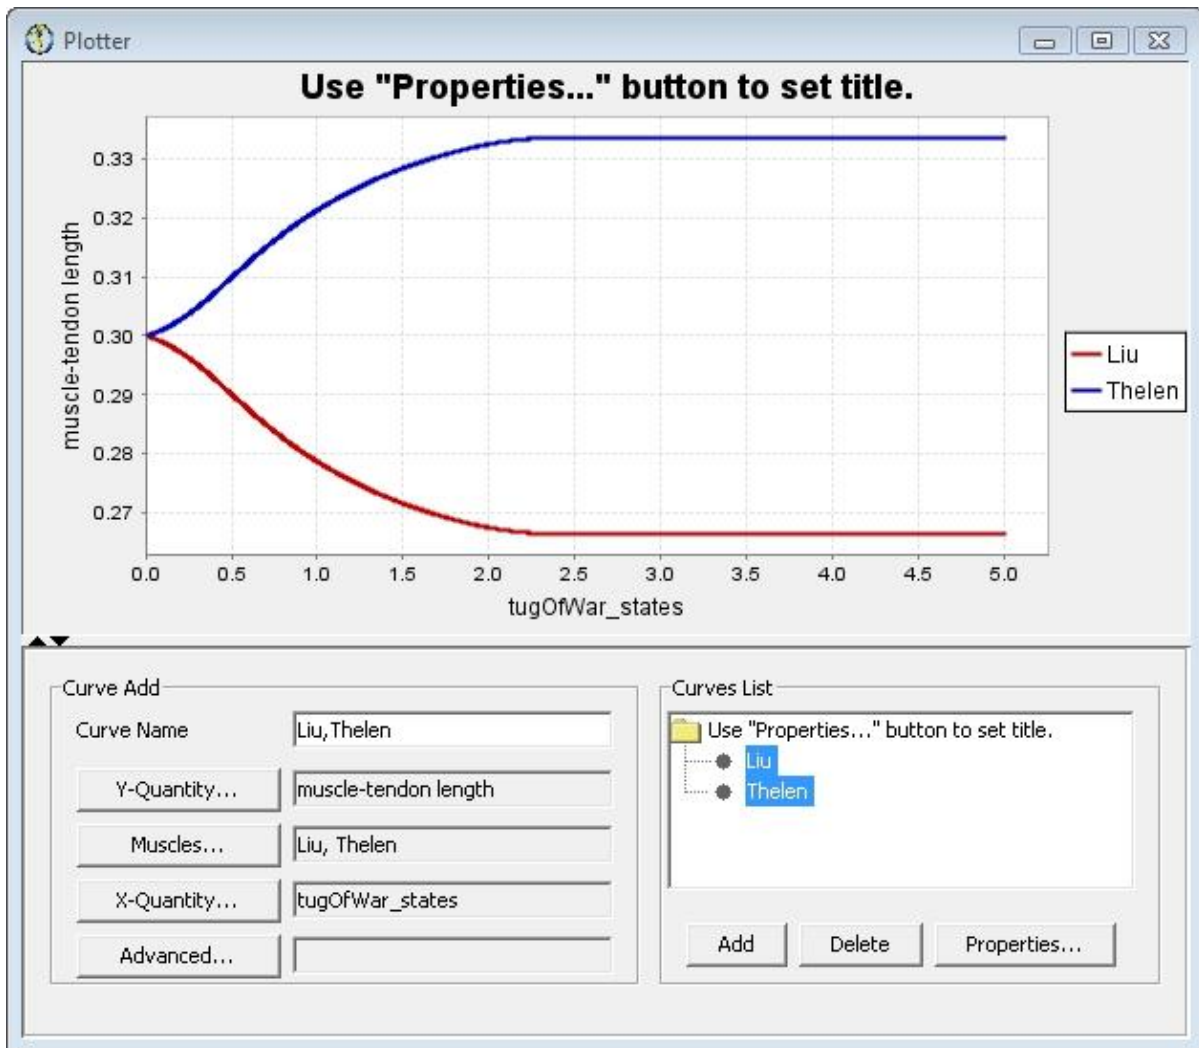 Plotter
Use "Properties..." button to set title.
muscle-tendon length
0.33
0.32
0.31
0.30
0.29
0.28
0.27
0.0 0.5 1.0 1.5 2.0 2.5 3.0 3.5 4.0 4.5 5.0
tugOfWar_states
Liu
Thelen
Curve Add
Curve Name Liu,Thelen
Y-Quantity... muscle-tendon length
Muscles... Liu, Thelen
X-Quantity... tugOfWar_states
Advanced...
Curves List
Use "Properties..." button to set title.
Liu
Thelen
Add Delete Properties...